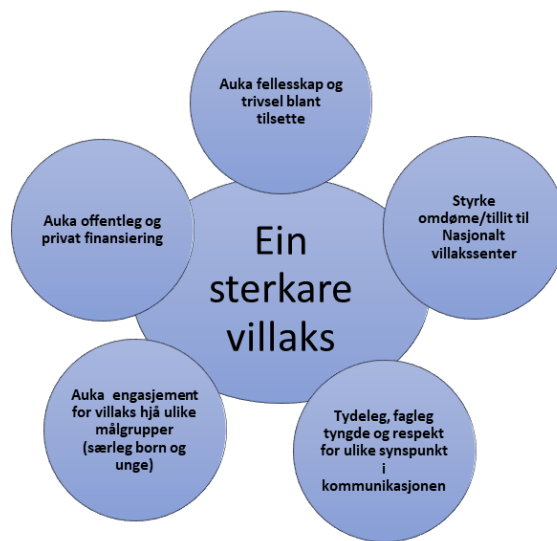 Auka fellesskap og
trivsel blant
tilsette
Auka offentleg og
privat finansiering
Styrke
omdøme/tillit til
Nasjonalt
villakssenter
Ein
sterkare
villaks
Auka engasjement
for villaks hjå ulike
målgrupper
(særleg born og
unge)
Tydeleg, fagleg
tyngde og respekt
for ulike synspunkt
i
kommunikasjonen